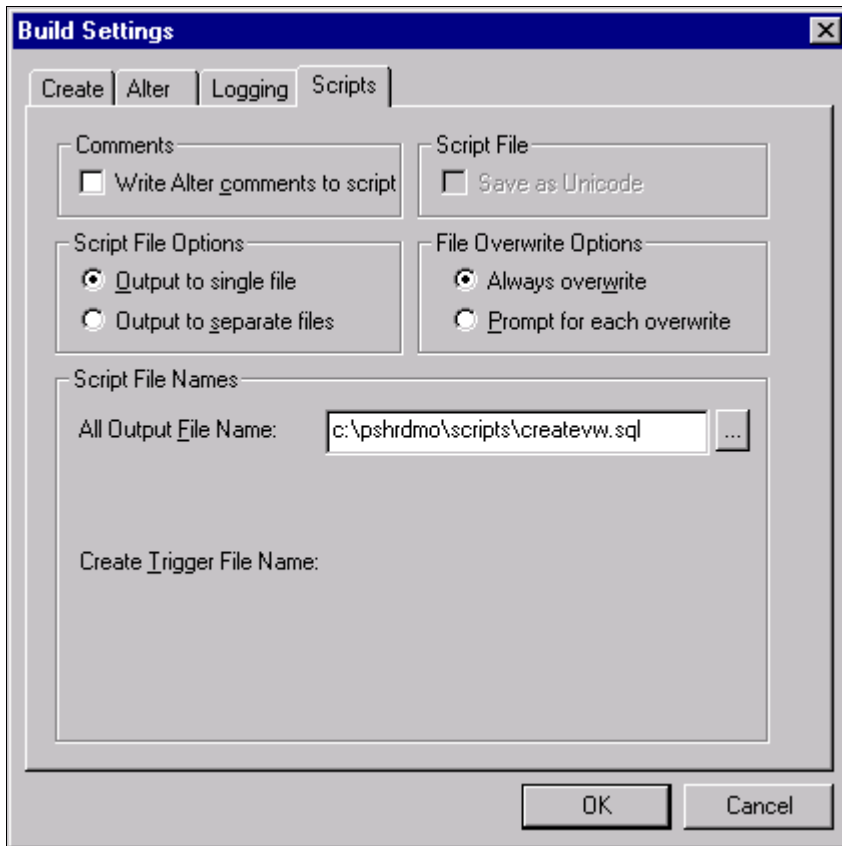 Build Settings
Create Alter Logging Scripts
Comments
Write Alter comments to script
Script File
Save as Unicode
Script File Options
Output to single file
Output to separate files
File Overwrite Options
Always overwrite
Prompt for each overwrite
Script File Names
All Output File Name: c:\pshrdmo\scripts\createvw.sql ...
Create Trigger File Name:
OK Cancel